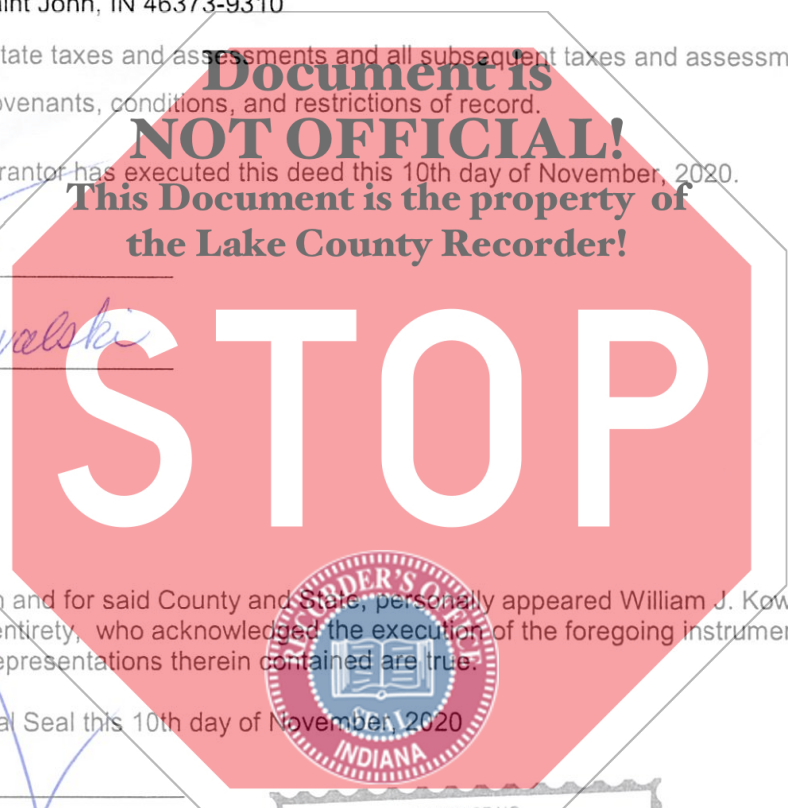 aint John, IN 46373-9310
tate taxes and assessments and all subsequent taxes and assessm
Document is
ovenants, conditions, and restrictions of record.
NOT OFFICIAL!
rantor has executed this deed this 10th day of November, 2020.
This Document is the property of
the Lake County Recorder!
valski
STOP
n and for said County and State, personally appeared William J. Kow
entirety, who acknowledged the execution of the foregoing instrumen
epresentations therein contained are true.
RECORDER'S OFFICE
al Seal this 10th day of November, 2020
SEAL
INDIANA